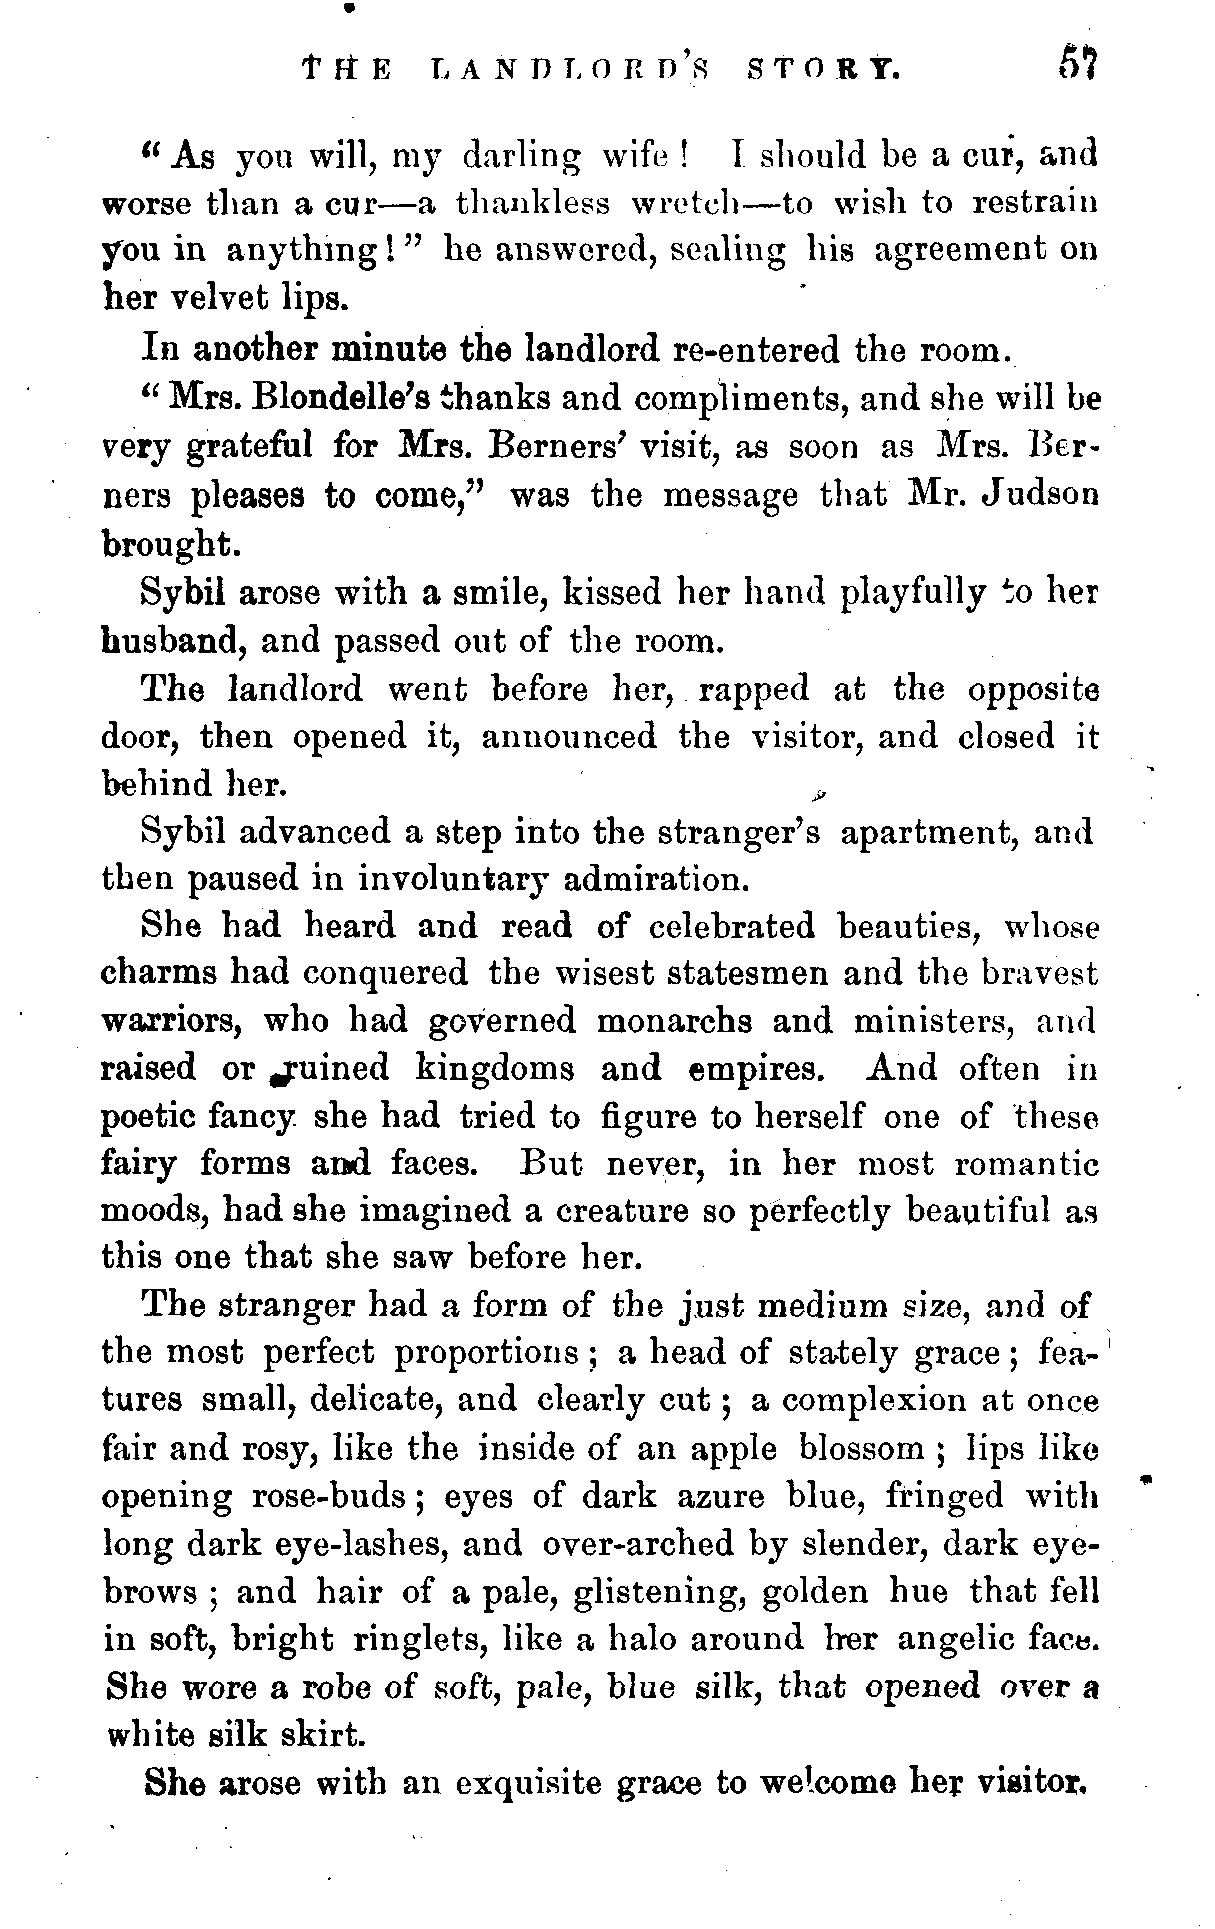 THE LANDLORD'S STORY. 57
“As you will, my darling wife! I should be a cur, and
worse than a cur—a thankless wretch—to wish to restrain
you in anything!” he answered, sealing his agreement on
her velvet lips.
In another minute the landlord re-entered the room.
“Mrs. Blondelle’s thanks and compliments, and she will be
very grateful for Mrs. Berners’ visit, as soon as Mrs. Ber-
ners pleases to come,” was the message that Mr. Judson
brought.
Sybil arose with a smile, kissed her hand playfully to her
husband, and passed out of the room.
The landlord went before her, rapped at the opposite
door, then opened it, announced the visitor, and closed it
behind her.
Sybil advanced a step into the stranger’s apartment, and
then paused in involuntary admiration.
She had heard and read of celebrated beauties, whose
charms had conquered the wisest statesmen and the bravest
warriors, who had governed monarchs and ministers, and
raised or ruined kingdoms and empires. And often in
poetic fancy she had tried to figure to herself one of these
fairy forms and faces. But never, in her most romantic
moods, had she imagined a creature so perfectly beautiful as
this one that she saw before her.
The stranger had a form of the just medium size, and of
the most perfect proportions; a head of stately grace; fea-
tures small, delicate, and clearly cut; a complexion at once
fair and rosy, like the inside of an apple blossom; lips like
opening rose-buds; eyes of dark azure blue, fringed with
long dark eye-lashes, and over-arched by slender, dark eye-
brows; and hair of a pale, glistening, golden hue that fell
in soft, bright ringlets, like a halo around her angelic face.
She wore a robe of soft, pale, blue silk, that opened over a
white silk skirt.
She arose with an exquisite grace to welcome her visitor.